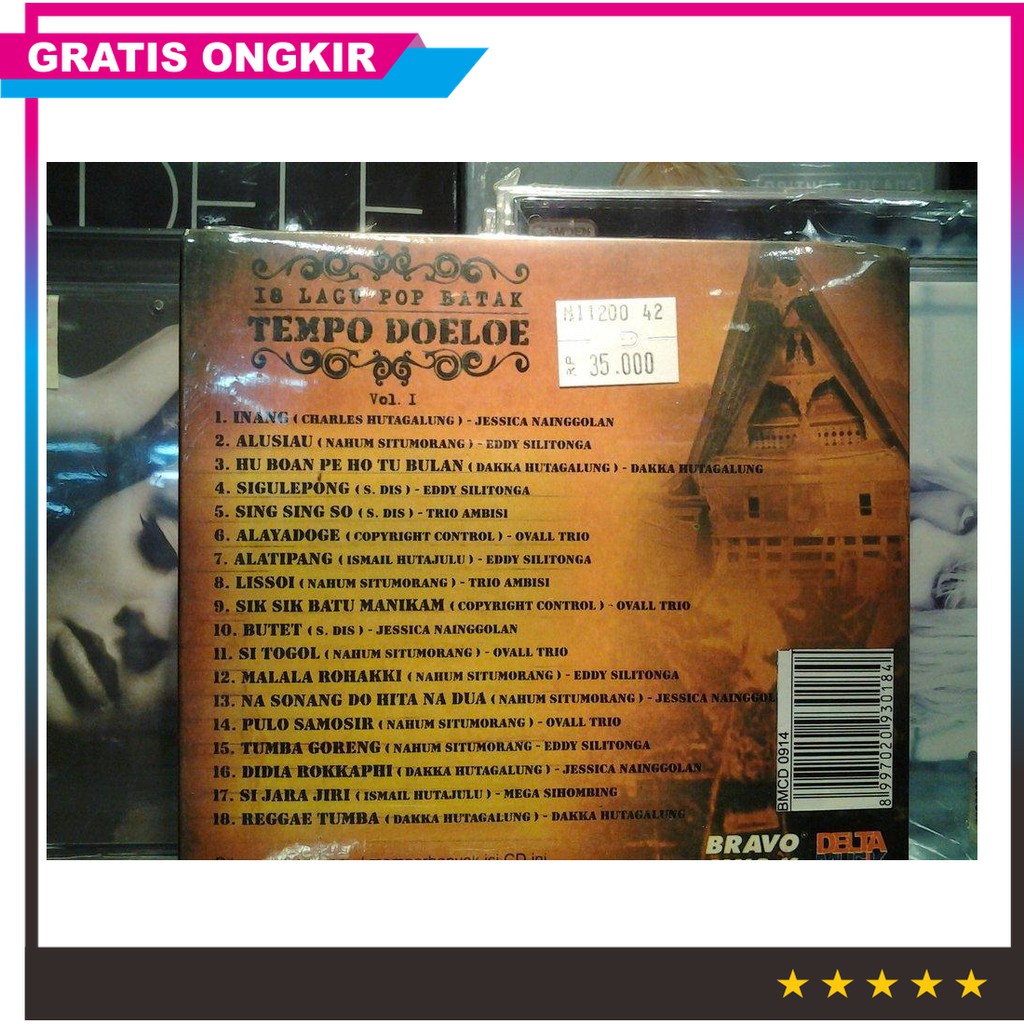 GRATIS ONGKIR
ADELE
18 LAGU POP BATAK
TEMPO DOELOE
Vol. I
M11200 42
RP 35.000
1. INANG ( CHARLES HUTAGALUNG ) - JESSICA NAINGGOLAN
2. ALUSIAU ( NAHUM SITUMORANG ) - EDDY SILITONGA
3. HU BOAN PE HO TU BULAN ( DAKKA HUTAGALUNG ) - DAKKA HUTAGALUNG
4. SIGULEPONG ( S. DIS ) - EDDY SILITONGA
5. SING SING SO ( S. DIS ) - TRIO AMBISI
6. ALAYADOGE ( COPYRIGHT CONTROL ) - OVALL TRIO
7. ALATIPANG ( ISMAIL HUTAJULU ) - EDDY SILITONGA
8. LISSOI ( NAHUM SITUMORANG ) - TRIO AMBISI
9. SIK SIK BATU MANIKAM ( COPYRIGHT CONTROL ) - OVALL TRIO
10. BUTET ( S. DIS ) - JESSICA NAINGGOLAN
11. SI TOGOL ( NAHUM SITUMORANG ) - OVALL TRIO
12. MALALA ROHAKKI ( NAHUM SITUMORANG ) - EDDY SILITONGA
13. NA SONANG DO HITA NA DUA ( NAHUM SITUMORANG ) - JESSICA NAINGGOL
14. PULO SAMOSIR ( NAHUM SITUMORANG ) - OVALL TRIO
15. TUMBA GORENG ( NAHUM SITUMORANG - EDDY SILITONGA
16. DIDIA ROKKAPHI ( DAKKA HUTAGALUNG ) - JESSICA NAINGGOLAN
17. SI JARA JIRI ( ISMAIL HUTAJULU ) - MEGA SIHOMBING
18. REGGAE TUMBA ( DAKKA HUTAGALUNG ) - DAKKA HUTAGALUNG
BMCD 0914
8997020930184
BRAVO
DELTA
MUSIK
isi CD ini